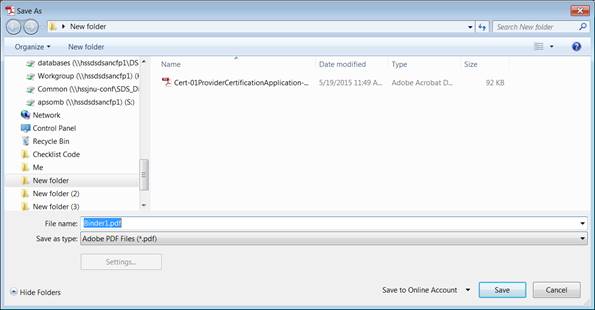 Save As
New folder
Search New folder
Organize
New folder
Name
Date modified
Type
Size
databases (\\hssdsdsancfp1\DS
Workgroup (\\hssdsdsancfp1)
Common (\\hssjnu-conf\SDS_Di
apsomb (\\hssdsdsancfp1) (S:)
Network
Control Panel
Recycle Bin
Checklist Code
Me
New folder
New folder (2)
New folder (3)
Cert-01ProviderCertificationApplication-...
5/19/2015 11:49 A...
Adobe Acrobat D...
92 KB
File name:
Binder1.pdf
Save as type:
Adobe PDF Files (*.pdf)
Settings...
Hide Folders
Save to Online Account
Save
Cancel